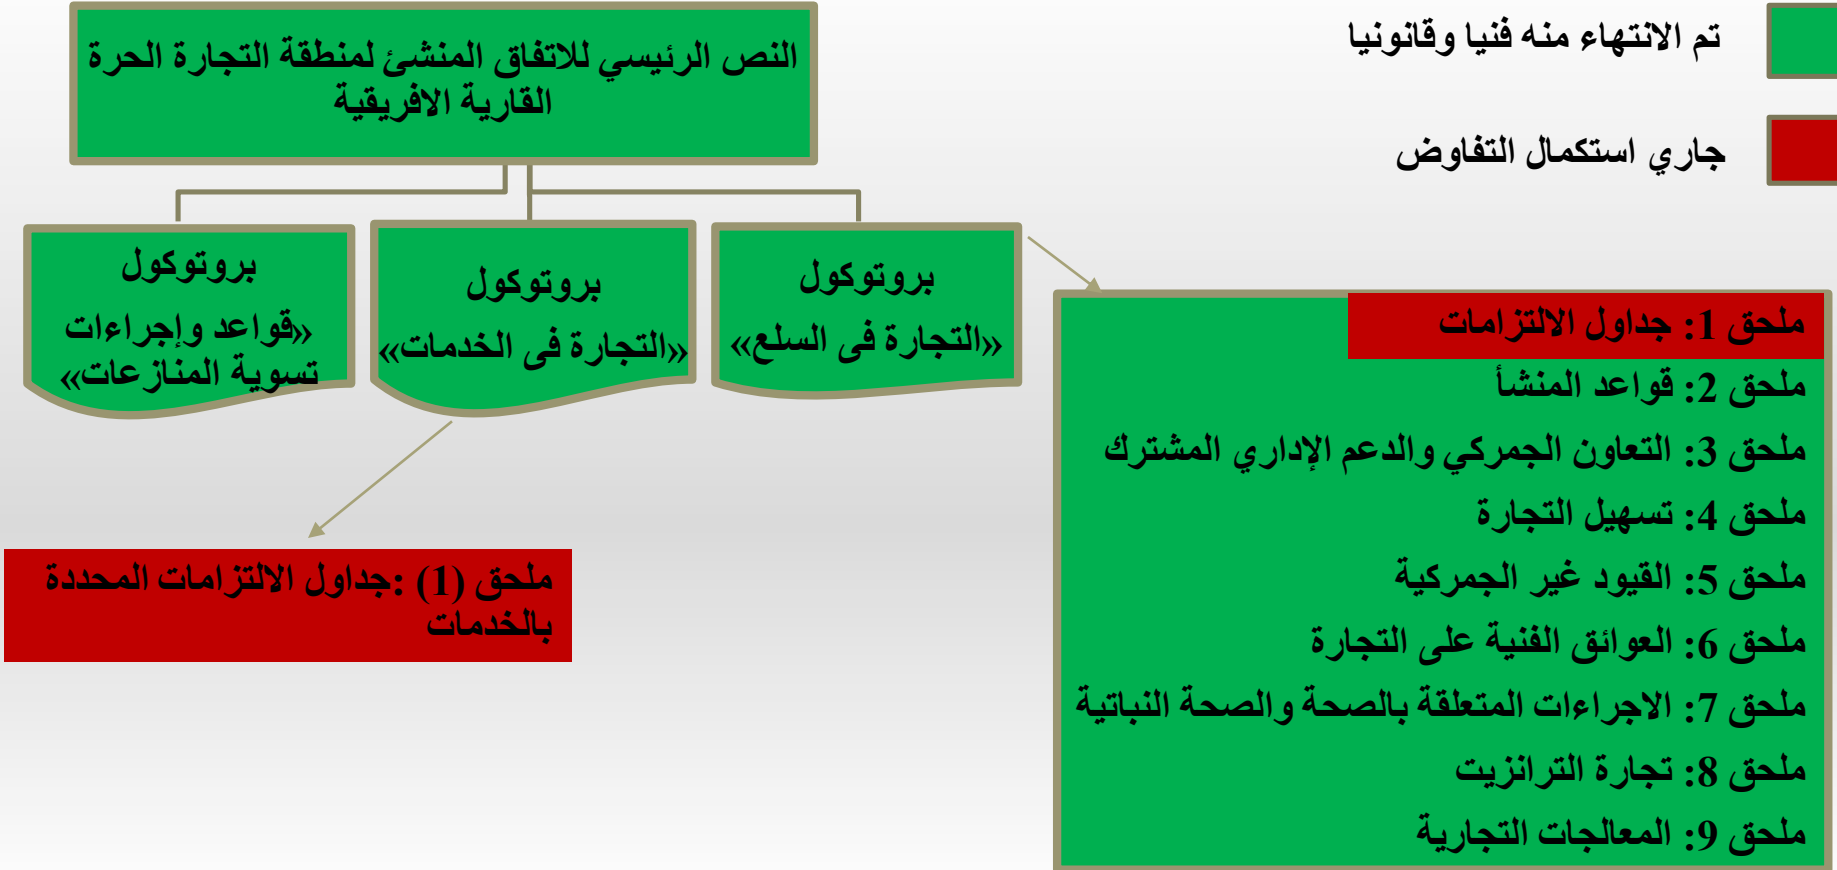 النص الرئيسي للاتفاق المنشئ لمنطقة التجارة الحرة
القارية الافريقية
تم الانتهاء منه فنيا وقانونيا
جاري استكمال التفاوض
بروتوكول
«التجارة فى السلع»
بروتوكول
«التجارة فى الخدمات»
بروتوكول
«قواعد وإجراءات
تسوية المنازعات»
ملحق 1: جداول الالتزامات
ملحق 2: قواعد المنشأ
ملحق 3: التعاون الجمركي والدعم الإداري المشترك
ملحق 4: تسهيل التجارة
ملحق 5: القيود غير الجمركية
ملحق 6: العوائق الفنية على التجارة
ملحق 7: الاجراءات المتعلقة بالصحة والصحة النباتية
ملحق 8: تجارة الترانزيت
ملحق 9: المعالجات التجارية
ملحق (1) :جداول الالتزامات المحددة
بالخدمات